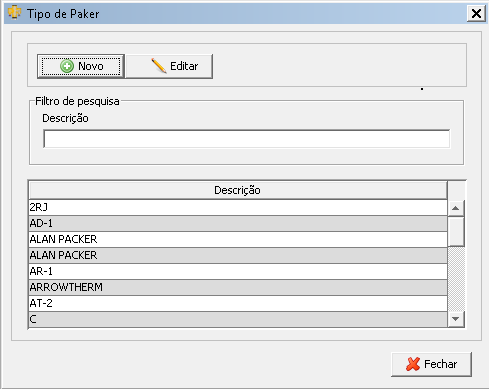 Tipo de Paker
Novo
Editar
Filtro de pesquisa
Descrição
Descrição
2RJ
AD-1
ALAN PACKER
ALAN PACKER
AR-1
ARROWTHERM
AT-2
C
Fechar